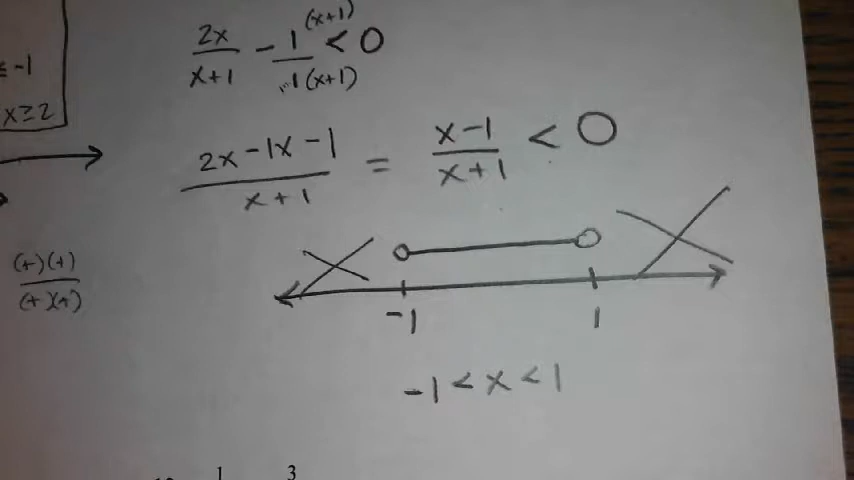 (x+1)
2x/x+1 - 1/1(x+1) < 0
≤ -1
x ≥ 2
2x-1x-1/x+1 = x-1/x+1 < 0
(+)(+)/(+)(+)
-1 1
-1 < x < 1
1 3